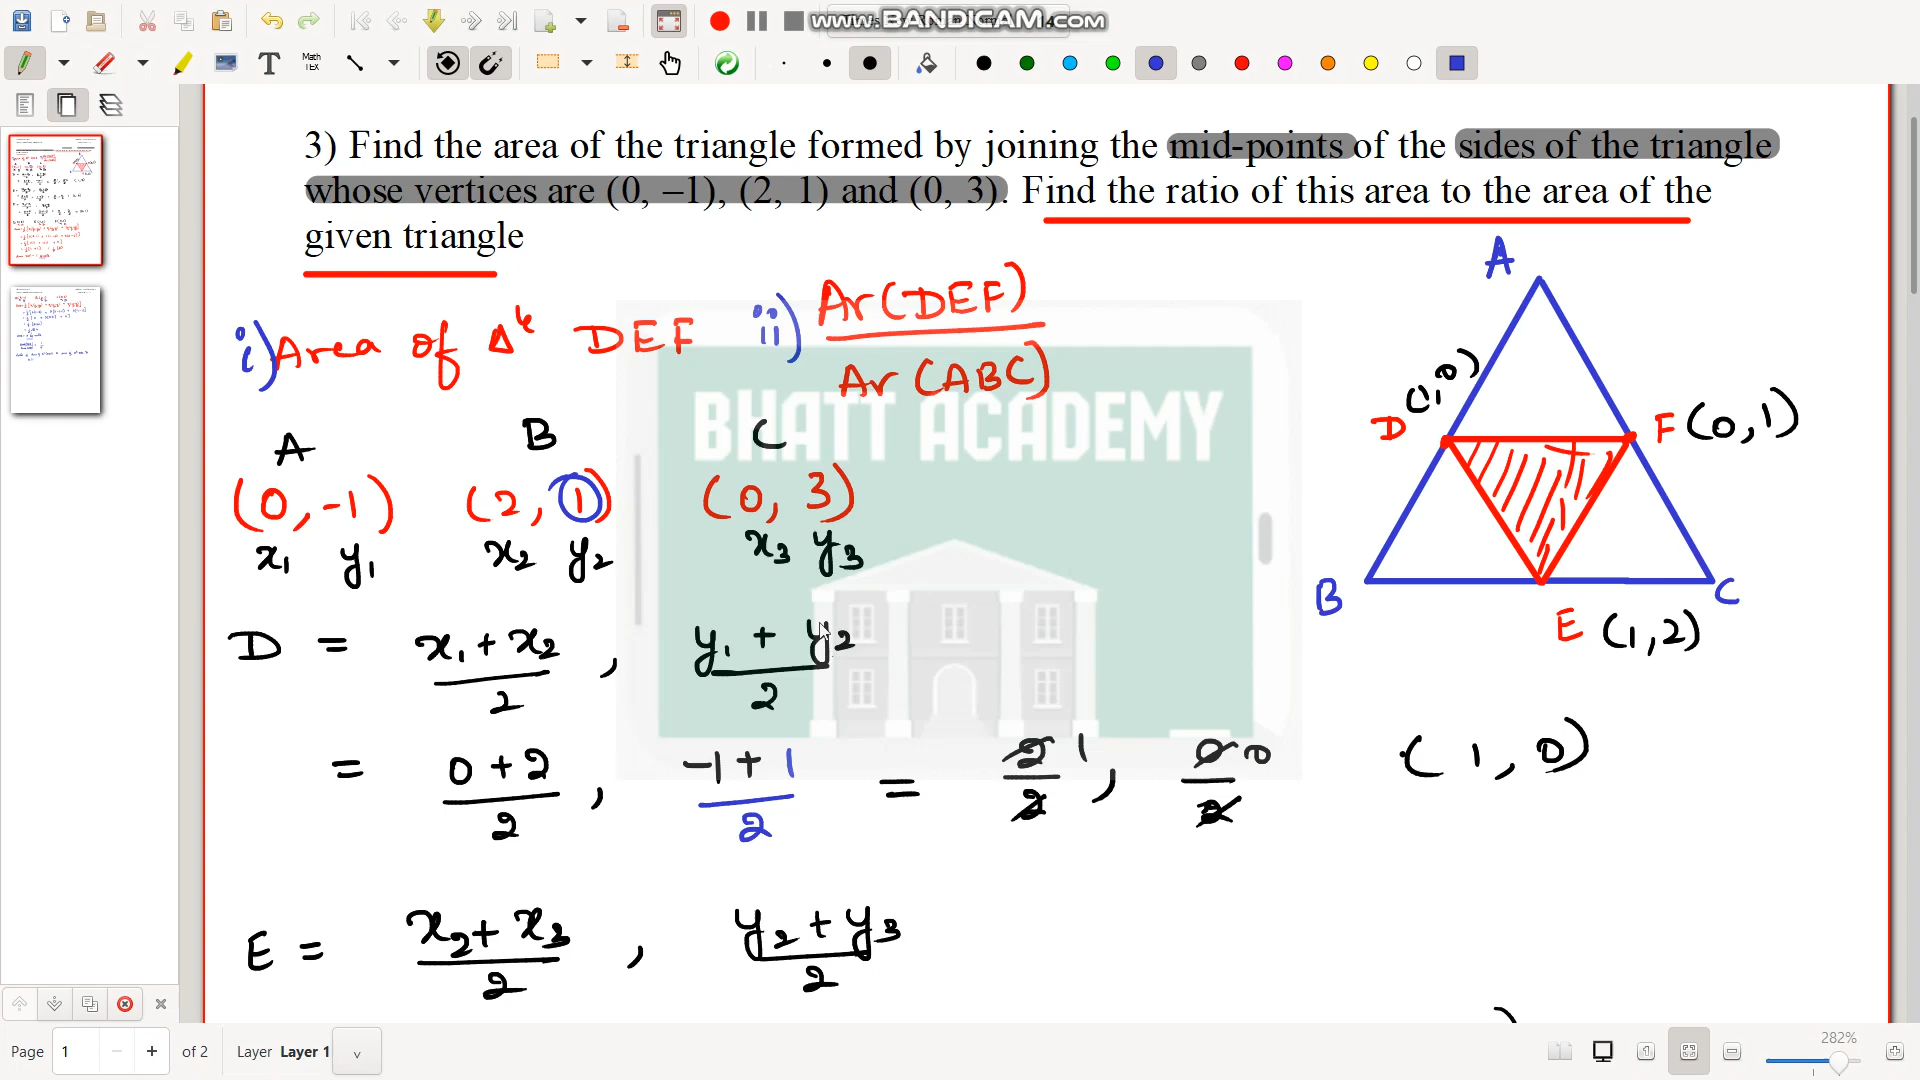 www.BANDICAM.com
Math
TEX
3) Find the area of the triangle formed by joining the mid-points of the sides of the triangle
whose vertices are (0, −1), (2, 1) and (0, 3). Find the ratio of this area to the area of the
given triangle
i) Area of Δle DEF ii) Ar(DEF)
Ar (ABC)
BHATT ACADEMY
A B C
(0, -1) (2, 1) (0, 3)
x1 y1 x2 y2 x3 y3
A
D (1,0)
F (0,1)
B C
E (1,2)
D = x1 + x2 , y1 + y2
2 2
= 0 + 2 , -1 + 1 = 2 1 , 0 0 (1, 0)
2 2 2 2
E = x2 + x3 , y2 + y3
2 2
Page 1 of 2 Layer Layer 1
282%